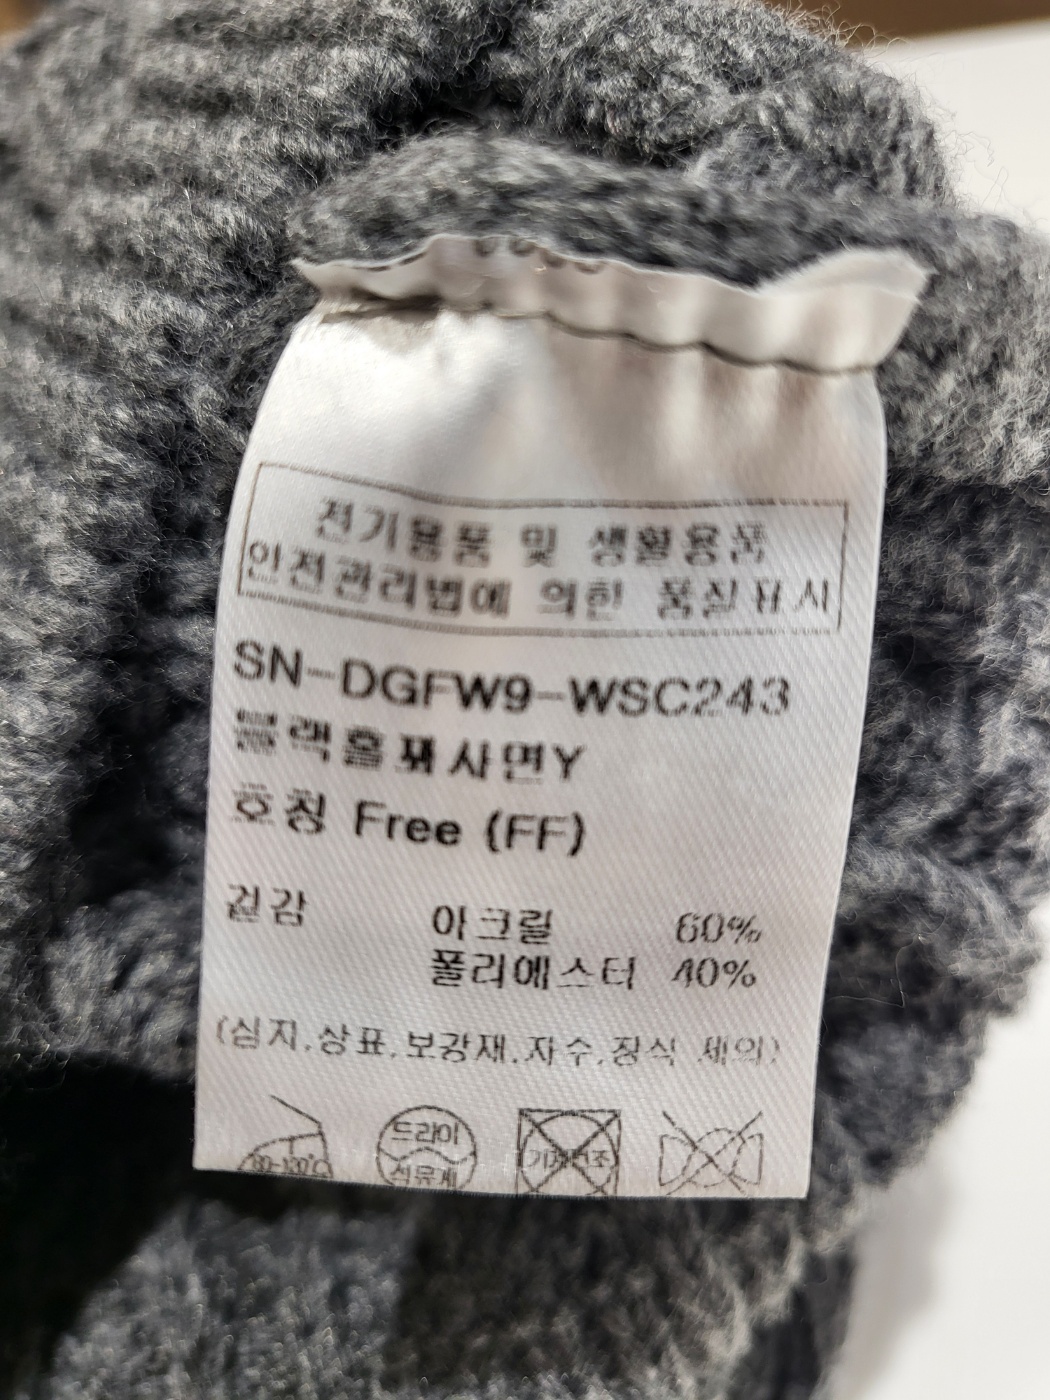 전기용품 및 생활용품
안전관리법에 의한 품질표시
SN-DGFW9-WSC243
블랙홀꽈사면Y
호칭 Free (FF)
겉감
아크릴 60%
폴리에스터 40%
(심지,상표,보강재,자수,장식 제외)
80~120℃ 드라이 기계건조
석유계